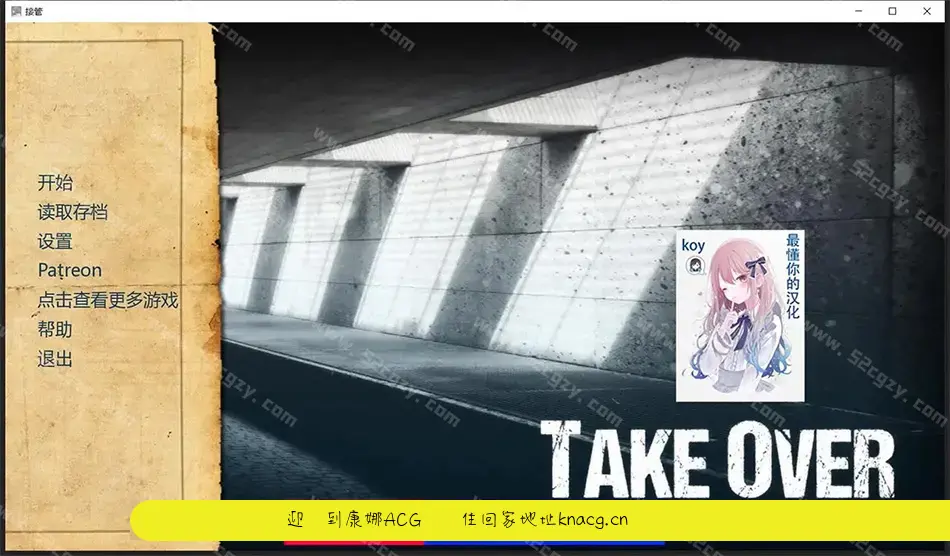 接管
开始
读取存档
设置
Patreon
点击查看更多游戏
帮助
退出
koy
最懂你的汉化
TAKE OVER
迎 到康娜ACG 住回家地址knacg.cn
www.52cgzy.com